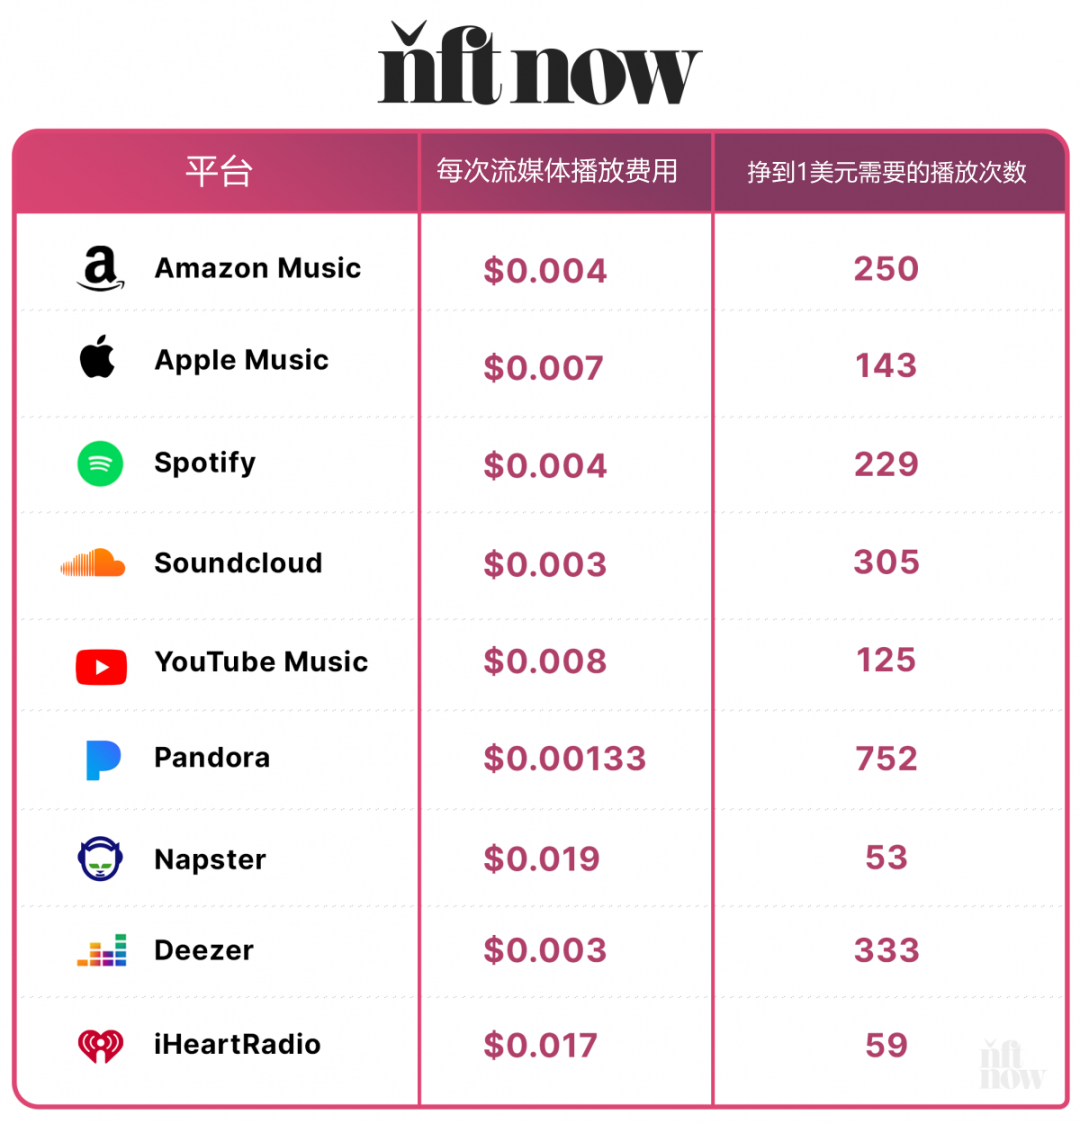 nft now
平台 每次流媒体播放费用 挣到1美元需要的播放次数
Amazon Music $0.004 250
Apple Music $0.007 143
Spotify $0.004 229
Soundcloud $0.003 305
YouTube Music $0.008 125
Pandora $0.00133 752
Napster $0.019 53
Deezer $0.003 333
iHeartRadio $0.017 59
nft
now